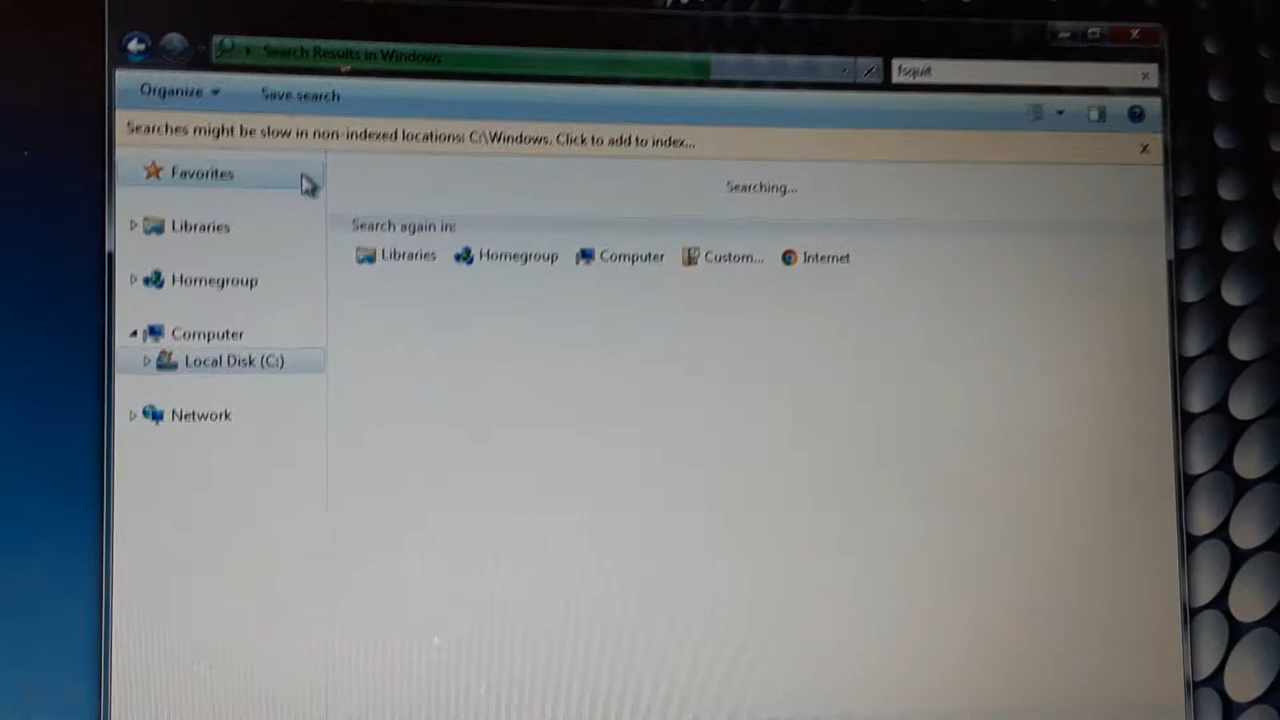 Search Results in Windows
fsquit
Organize
Save search
Searches might be slow in non-indexed locations: C:\Windows. Click to add to index...
Favorites
Searching...
Libraries
Search again in:
Libraries Homegroup Computer Custom... Internet
Homegroup
Computer
Local Disk (C:)
Network